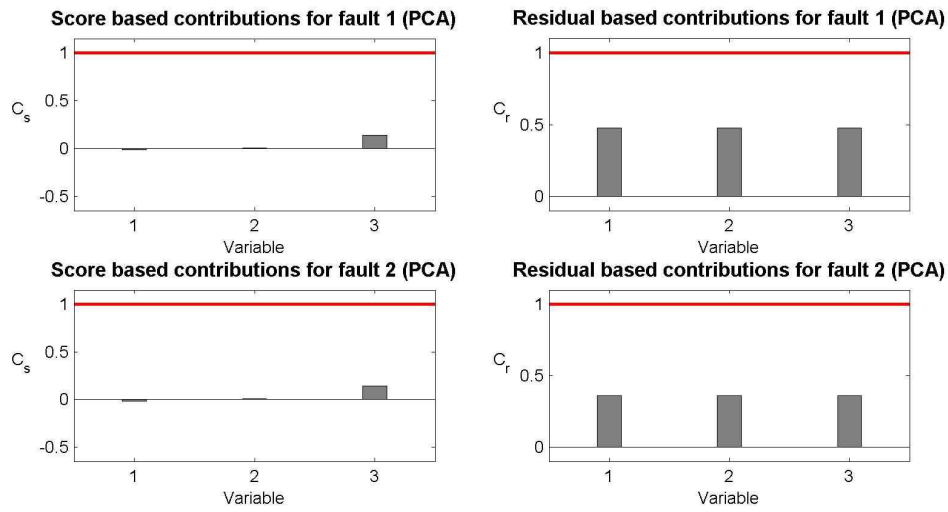 Score based contributions for fault 1 (PCA)
1
0.5
0
-0.5
C_s
1 2 3
Variable
Residual based contributions for fault 1 (PCA)
1
0.5
0
C_r
1 2 3
Variable
Score based contributions for fault 2 (PCA)
1
0.5
0
-0.5
C_s
1 2 3
Variable
Residual based contributions for fault 2 (PCA)
1
0.5
0
C_r
1 2 3
Variable